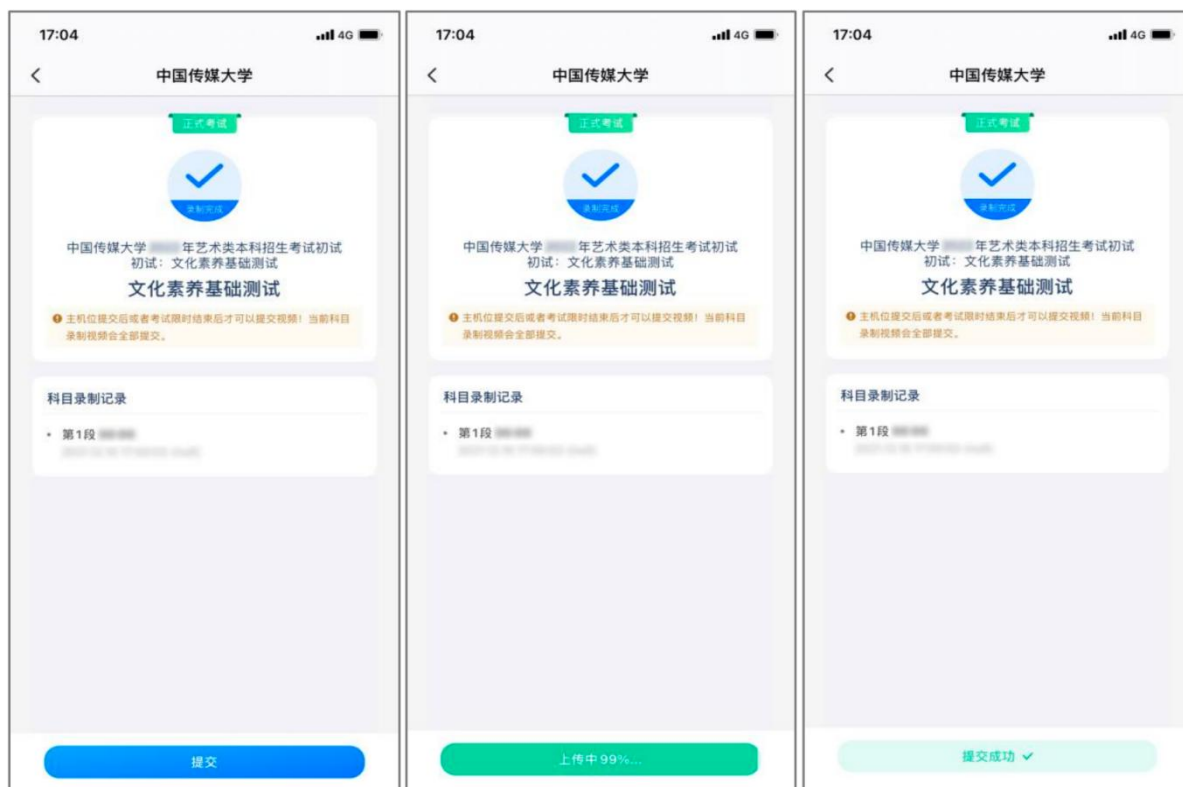 17:04
4G
中国传媒大学
正式考试
录制完成
中国传媒大学 年艺术类本科招生考试初试
初试：文化素养基础测试
文化素养基础测试
主机位提交后或者考试限时结束后才可以提交视频！当前科目
录制视频会全部提交。
科目录制记录
• 第1段
提交
17:04
4G
中国传媒大学
正式考试
录制完成
中国传媒大学 年艺术类本科招生考试初试
初试：文化素养基础测试
文化素养基础测试
主机位提交后或者考试限时结束后才可以提交视频！当前科目
录制视频会全部提交。
科目录制记录
• 第1段
上传中 99%...
17:04
4G
中国传媒大学
正式考试
录制完成
中国传媒大学 年艺术类本科招生考试初试
初试：文化素养基础测试
文化素养基础测试
主机位提交后或者考试限时结束后才可以提交视频！当前科目
录制视频会全部提交。
科目录制记录
• 第1段
提交成功 ✓